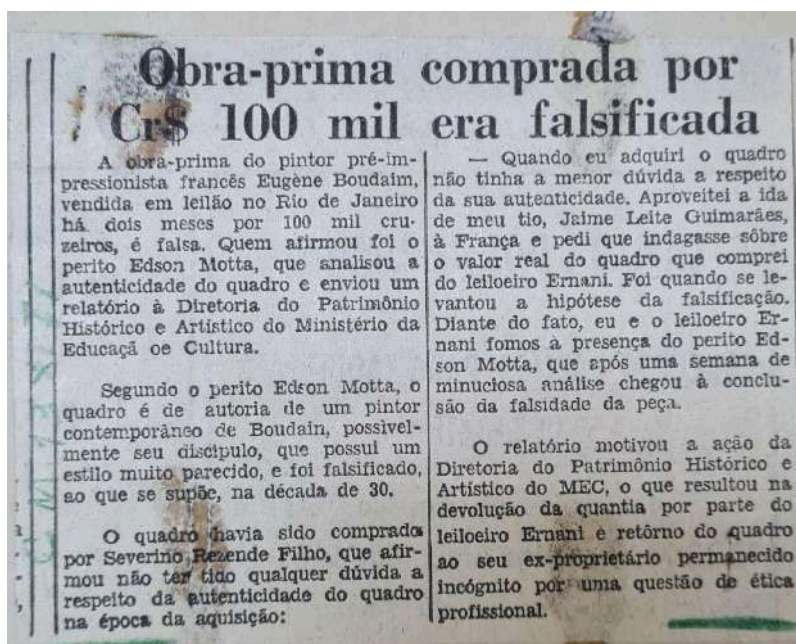 Obra-prima comprada por
Cr$ 100 mil era falsificada
A obra-prima do pintor pré-im-
pressionista francês Eugène Boudaim,
vendida em leilão no Rio de Janeiro
há dois meses por 100 mil cru-
zeiros, é falsa. Quem afirmou foi o
perito Edson Motta, que analisou a
autenticidade do quadro e enviou um
relatório à Diretoria do Patrimônio
Histórico e Artístico do Ministério da
Educaçã oe Cultura.
Segundo o perito Edson Motta, o
quadro é de autoria de um pintor
contemporâneo de Boudain, possivel-
mente seu discipulo, que possui um
estilo muito parecido, e foi falsificado,
ao que se supõe, na década de 30.
O quadro havia sido comprado
por Severino Rezende Filho, que afir-
mou não ter tido qualquer dúvida a
respeito da autenticidade do quadro
na época da aquisição:
— Quando eu adquiri o quadro
não tinha a menor dúvida a respeito
da sua autenticidade. Aproveitei a ida
de meu tio, Jaime Leite Guimarães,
à França e pedi que indagasse sôbre
o valor real do quadro que comprei
do leiloeiro Ernani. Foi quando se le-
vantou a hipótese da falsificação.
Diante do fato, eu e o leiloeiro Er-
nani fomos à presença do perito Ed-
son Motta, que após uma semana de
minuciosa análise chegou à conclu-
são da falsidade da peça.
O relatório motivou a ação da
Diretoria do Patrimônio Histórico e
Artístico do MEC, o que resultou na
devolução da quantia por parte do
leiloeiro Ernani e retôrno do quadro
ao seu ex-proprietário permanecido
incógnito por uma questão de ética
profissional.